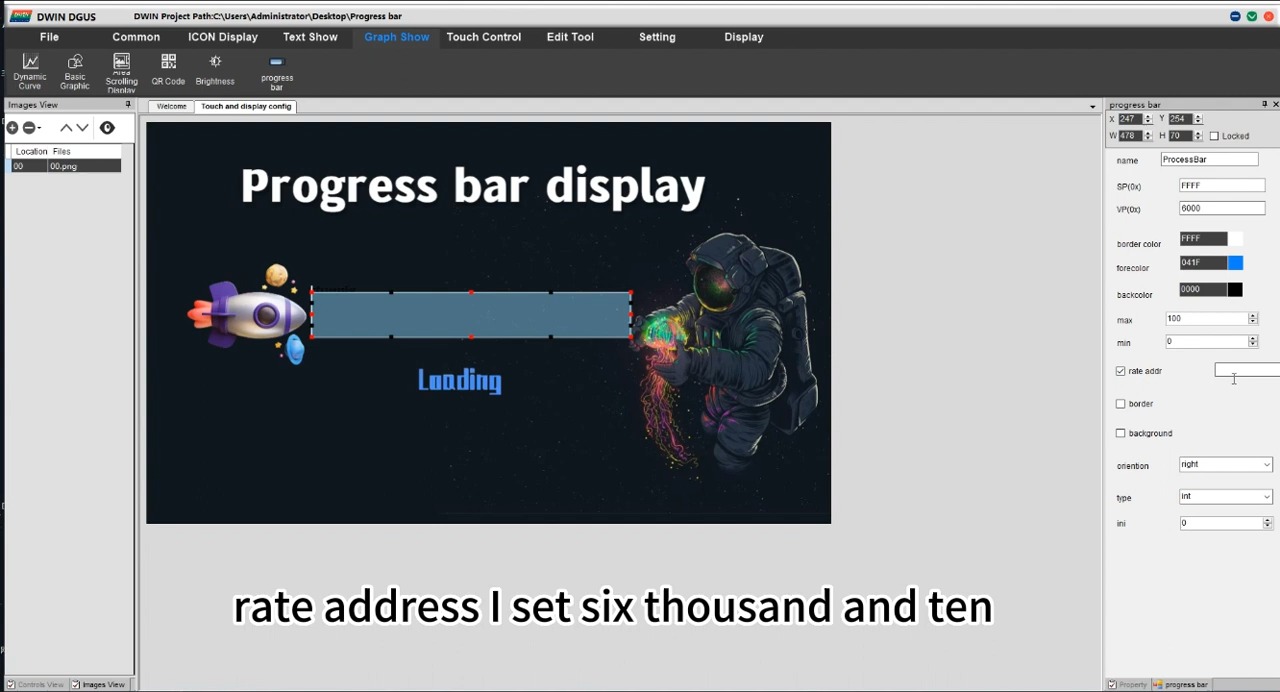 DWIN DGUS DWIN Project Path:C:\Users\Administrator\Desktop\Progress bar
File Common ICON Display Text Show Graph Show Touch Control Edit Tool Setting Display
Dynamic Curve
Basic Graphic
Area Scrolling Display
QR Code
Brightness
progress bar
Images View
Welcome Touch and display config
Location Files
00 00.png
Progress bar display
Loading
rate address I set six thousand and ten
progress bar
X 247 Y 254
W 478 H 70 Locked
name ProcessBar
SP(0x) FFFF
VP(0x) 6000
border color FFFF
forecolor 041F
backcolor 0000
max 100
min 0
rate addr
border
background
oriention right
type int
ini 0
Controls View Images View
Property progress bar